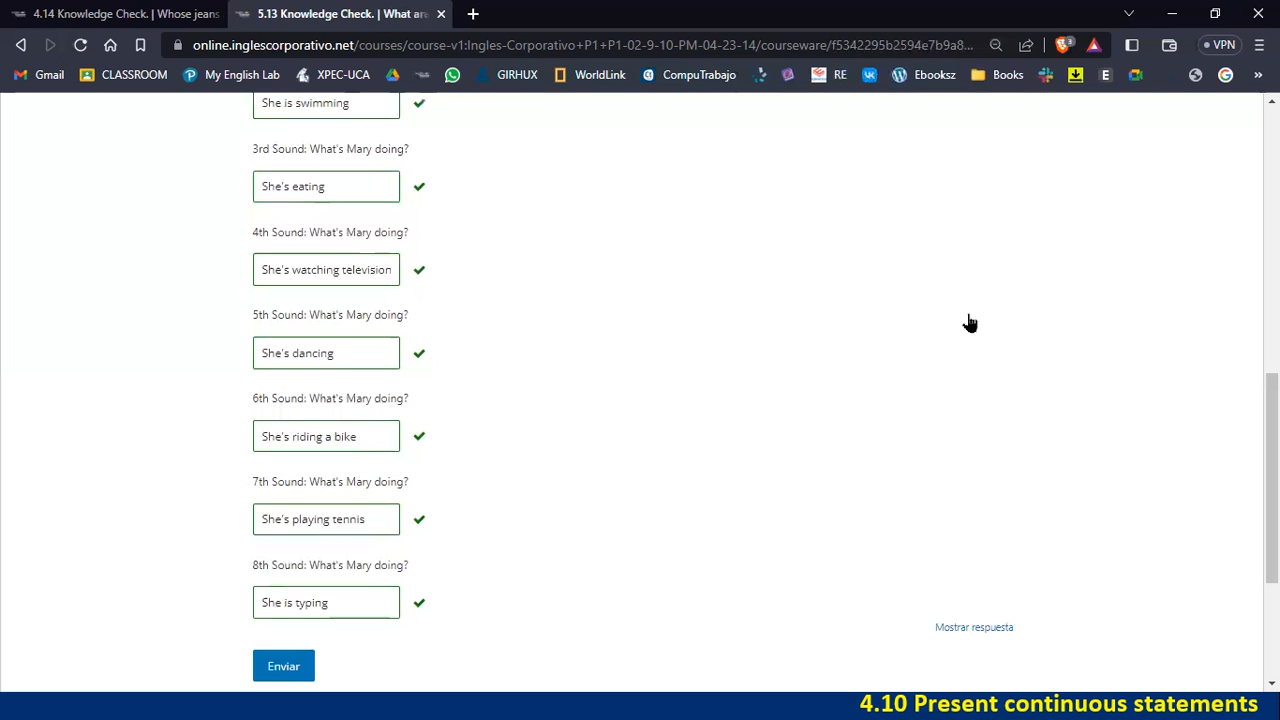 4.14 Knowledge Check. | Whose jeans
5.13 Knowledge Check. | What are
online.inglescorporativo.net/courses/course-v1:Ingles-Corporativo+P1+P1-02-9-10-PM-04-23-14/courseware/f5342295b2594e7b9a8...
3
VPN
Gmail CLASSROOM My English Lab XPEC-UCA GIRHUX WorldLink CompuTrabajo RE Ebooksz Books E »
She is swimming
3rd Sound: What's Mary doing?
She's eating
4th Sound: What's Mary doing?
She's watching television
5th Sound: What's Mary doing?
She's dancing
6th Sound: What's Mary doing?
She's riding a bike
7th Sound: What's Mary doing?
She's playing tennis
8th Sound: What's Mary doing?
She is typing
Mostrar respuesta
Enviar
4.10 Present continuous statements